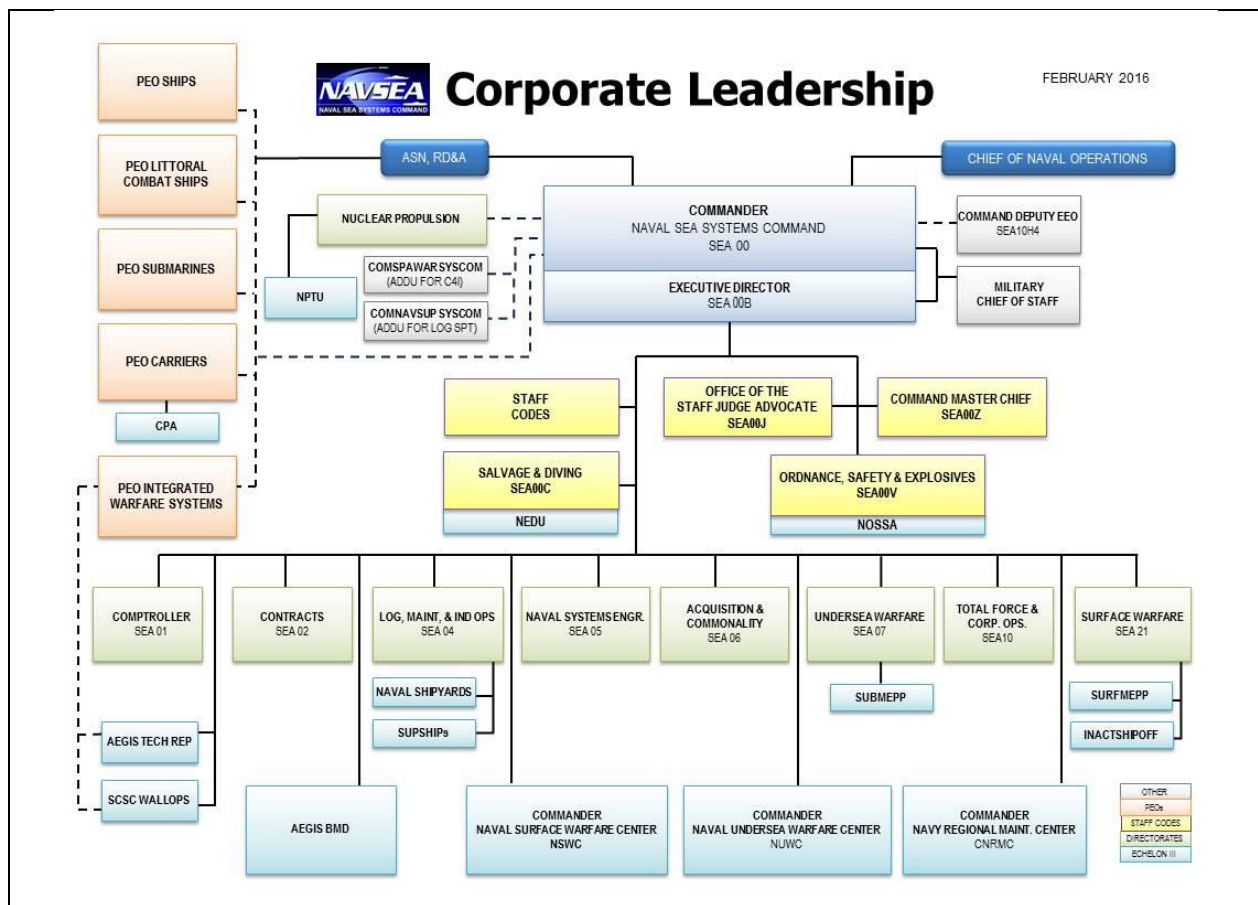 NAVSEA
NAVAL SEA SYSTEMS COMMAND
Corporate Leadership
FEBRUARY 2016
PEO SHIPS
PEO LITTORAL
COMBAT SHIPS
PEO SUBMARINES
PEO CARRIERS
CPA
PEO INTEGRATED
WARFARE SYSTEMS
ASN, RD&A
CHIEF OF NAVAL OPERATIONS
NUCLEAR PROPULSION
NPTU
COMSPAWAR SYSCOM
(ADDU FOR C4I)
COMNAVSUP SYSCOM
(ADDU FOR LOG SPT)
COMMANDER
NAVAL SEA SYSTEMS COMMAND
SEA 00
EXECUTIVE DIRECTOR
SEA 00B
COMMAND DEPUTY EEO
SEA10H4
MILITARY
CHIEF OF STAFF
STAFF
CODES
OFFICE OF THE
STAFF JUDGE ADVOCATE
SEA00J
COMMAND MASTER CHIEF
SEA00Z
SALVAGE & DIVING
SEA00C
NEDU
ORDNANCE, SAFETY & EXPLOSIVES
SEA00V
NOSSA
COMPTROLLER
SEA 01
CONTRACTS
SEA 02
LOG, MAINT, & IND OPS
SEA 04
NAVAL SYSTEMS ENGR.
SEA 05
ACQUISITION &
COMMONALITY
SEA 06
UNDERSEA WARFARE
SEA 07
TOTAL FORCE &
CORP. OPS.
SEA10
SURFACE WARFARE
SEA 21
NAVAL SHIPYARDS
SUPSHIPs
SUBMEPP
SURFMEPP
INACTSHIPOFF
AEGIS TECH REP
SCSC WALLOPS
AEGIS BMD
COMMANDER
NAVAL SURFACE WARFARE CENTER
NSWC
COMMANDER
NAVAL UNDERSEA WARFARE CENTER
NUWC
COMMANDER
NAVY REGIONAL MAINT. CENTER
CNRMC
OTHER
PEOs
STAFF CODES
DIRECTORATES
ECHELON III